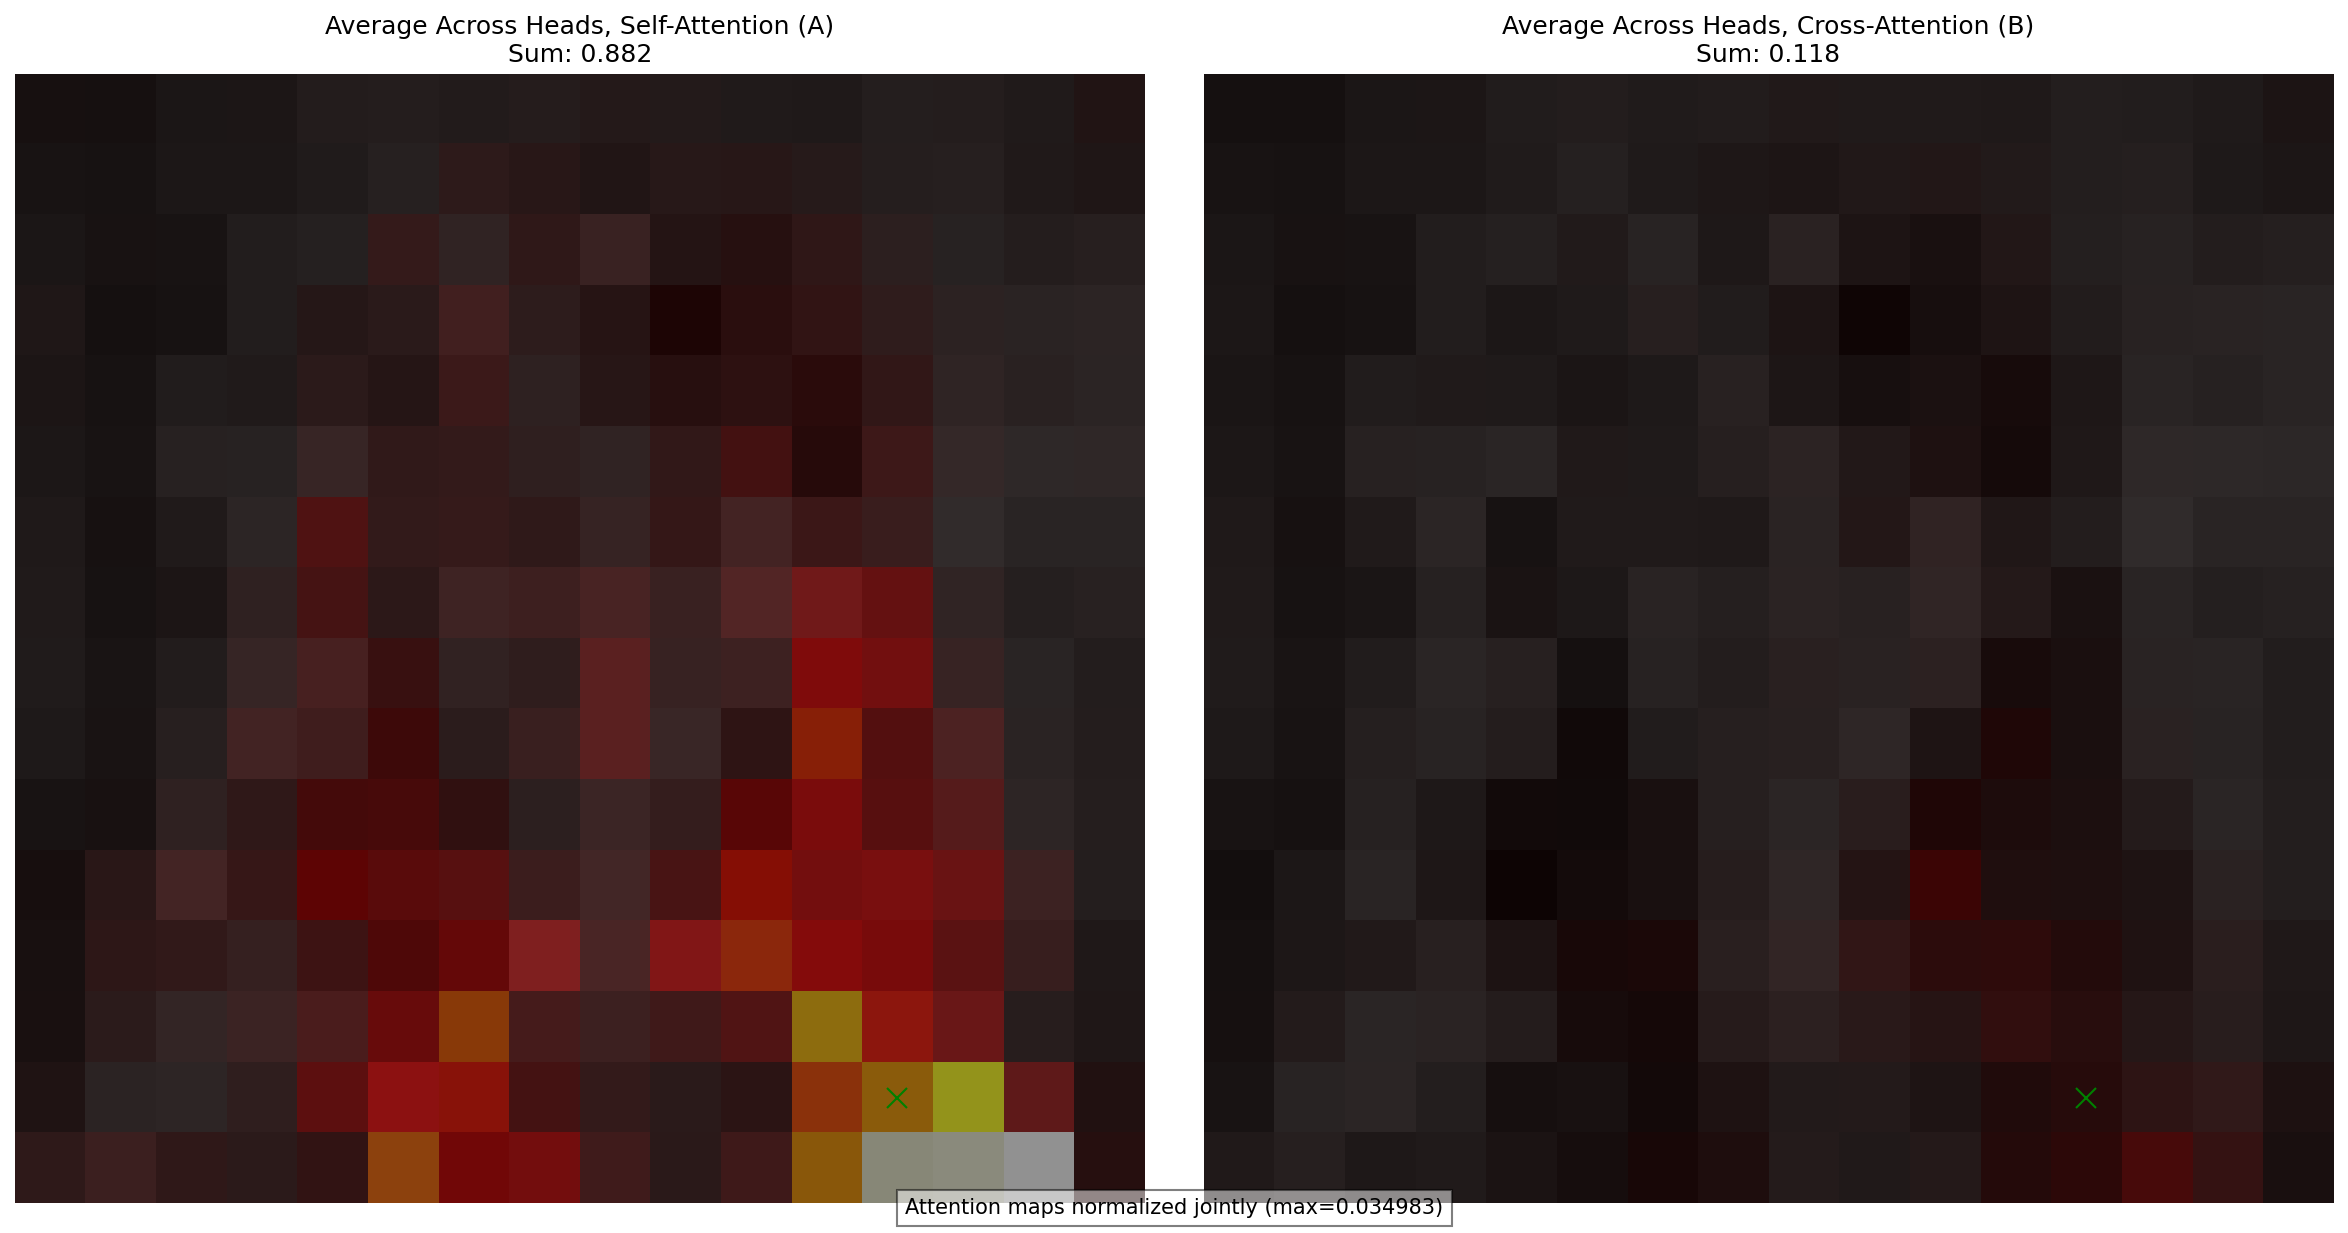 Average Across Heads, Self-Attention (A)
Sum: 0.882
Average Across Heads, Cross-Attention (B)
Sum: 0.118
Attention maps normalized jointly (max=0.034983)